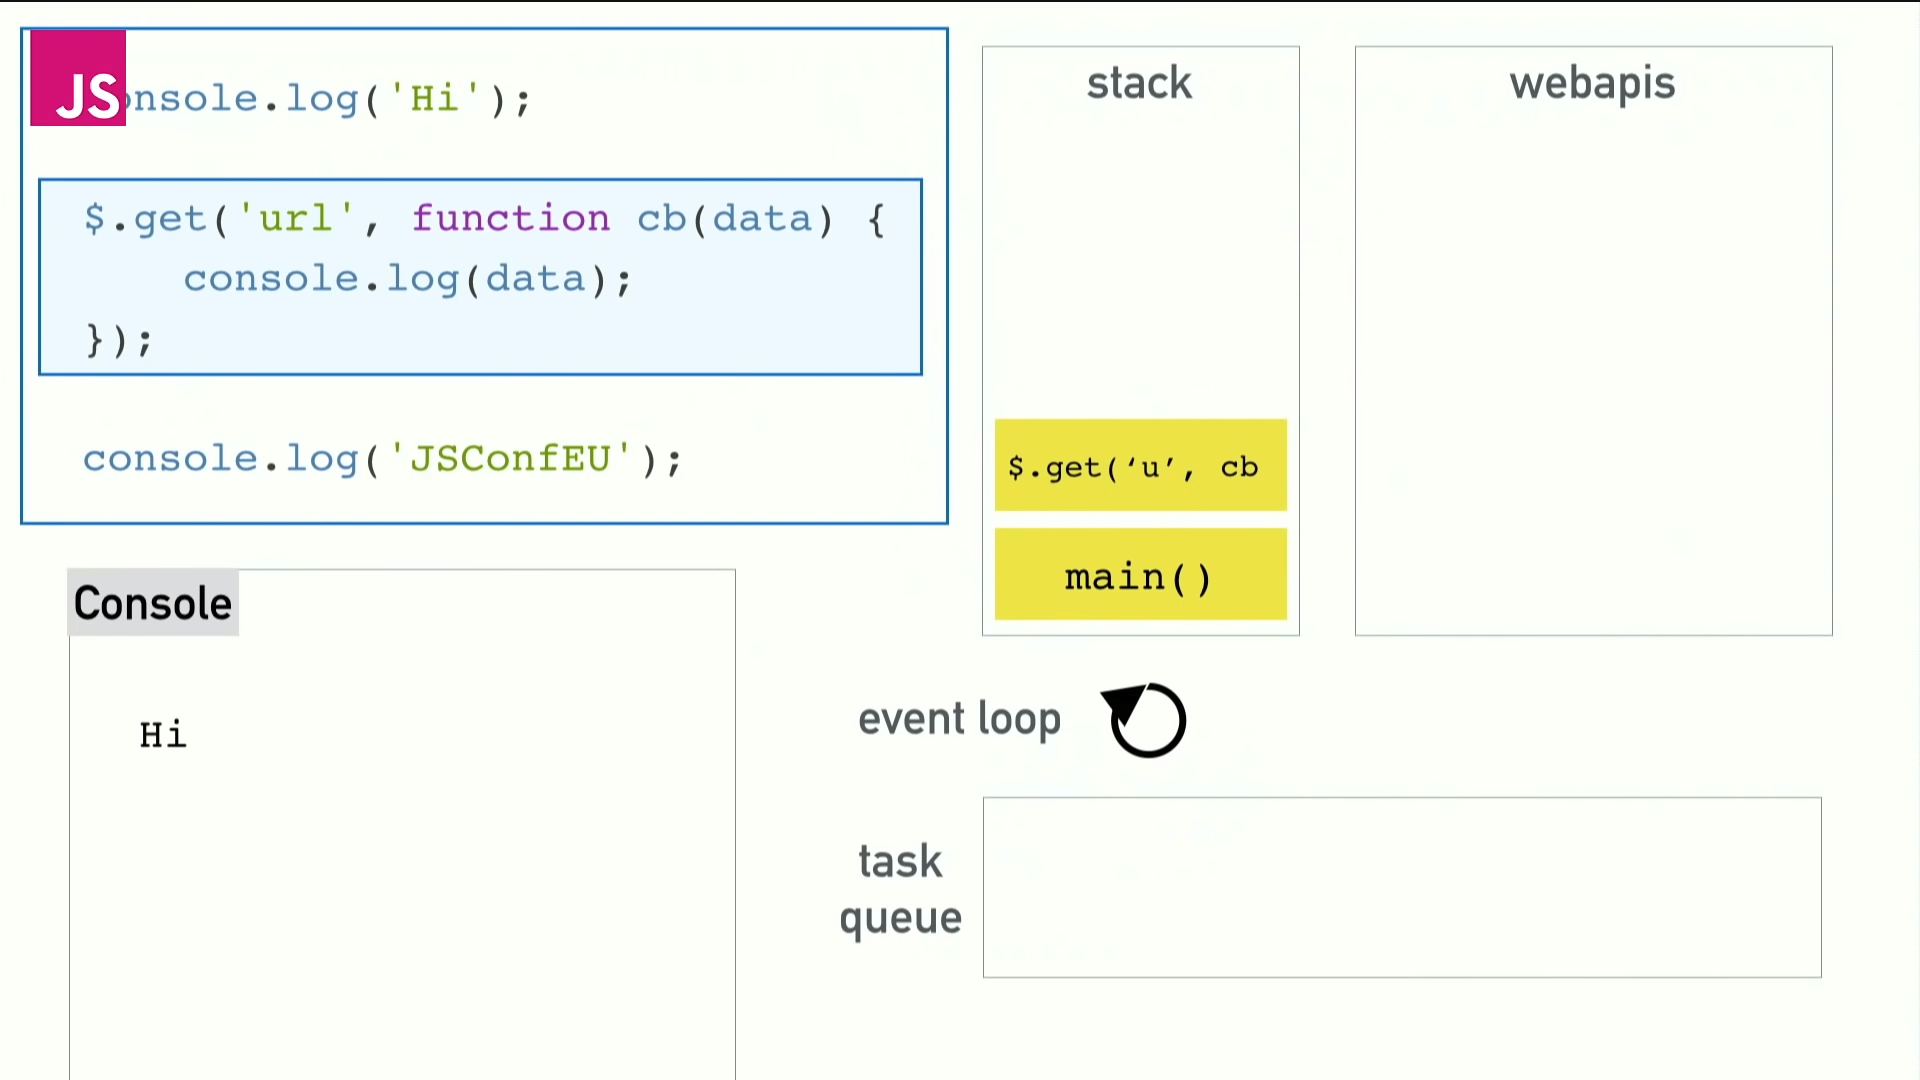 JS
nsole.log('Hi');
$.get('url', function cb(data) {
    console.log(data);
});
console.log('JSConfEU');
Console
Hi
stack
$.get(‘u’, cb
main()
webapis
event loop
task
queue